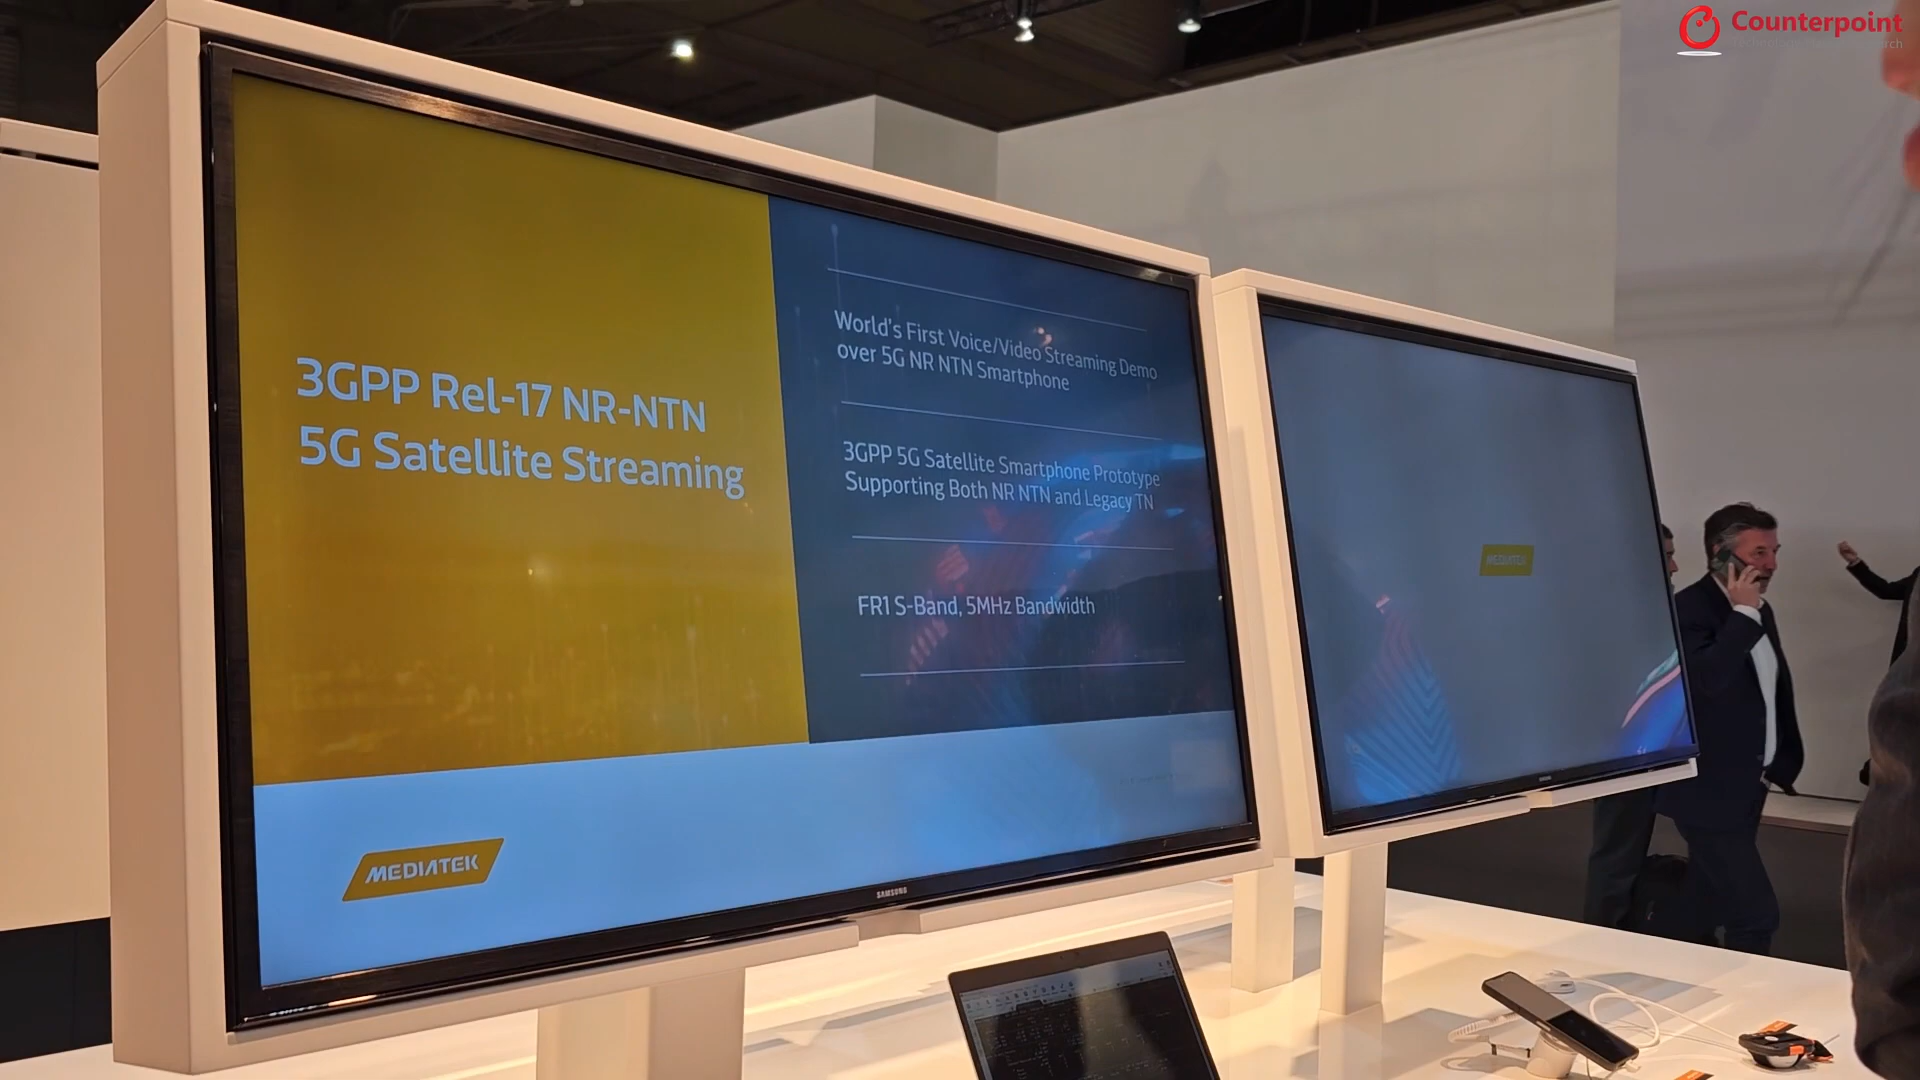 Counterpoint
3GPP Rel-17 NR-NTN
5G Satellite Streaming
World's First Voice/Video Streaming Demo
over 5G NR NTN Smartphone
3GPP 5G Satellite Smartphone Prototype
Supporting Both NR NTN and Legacy TN
FR1 S-Band, 5MHz Bandwidth
MEDIATEK
SAMSUNG
MEDIATEK
SAMSUNG